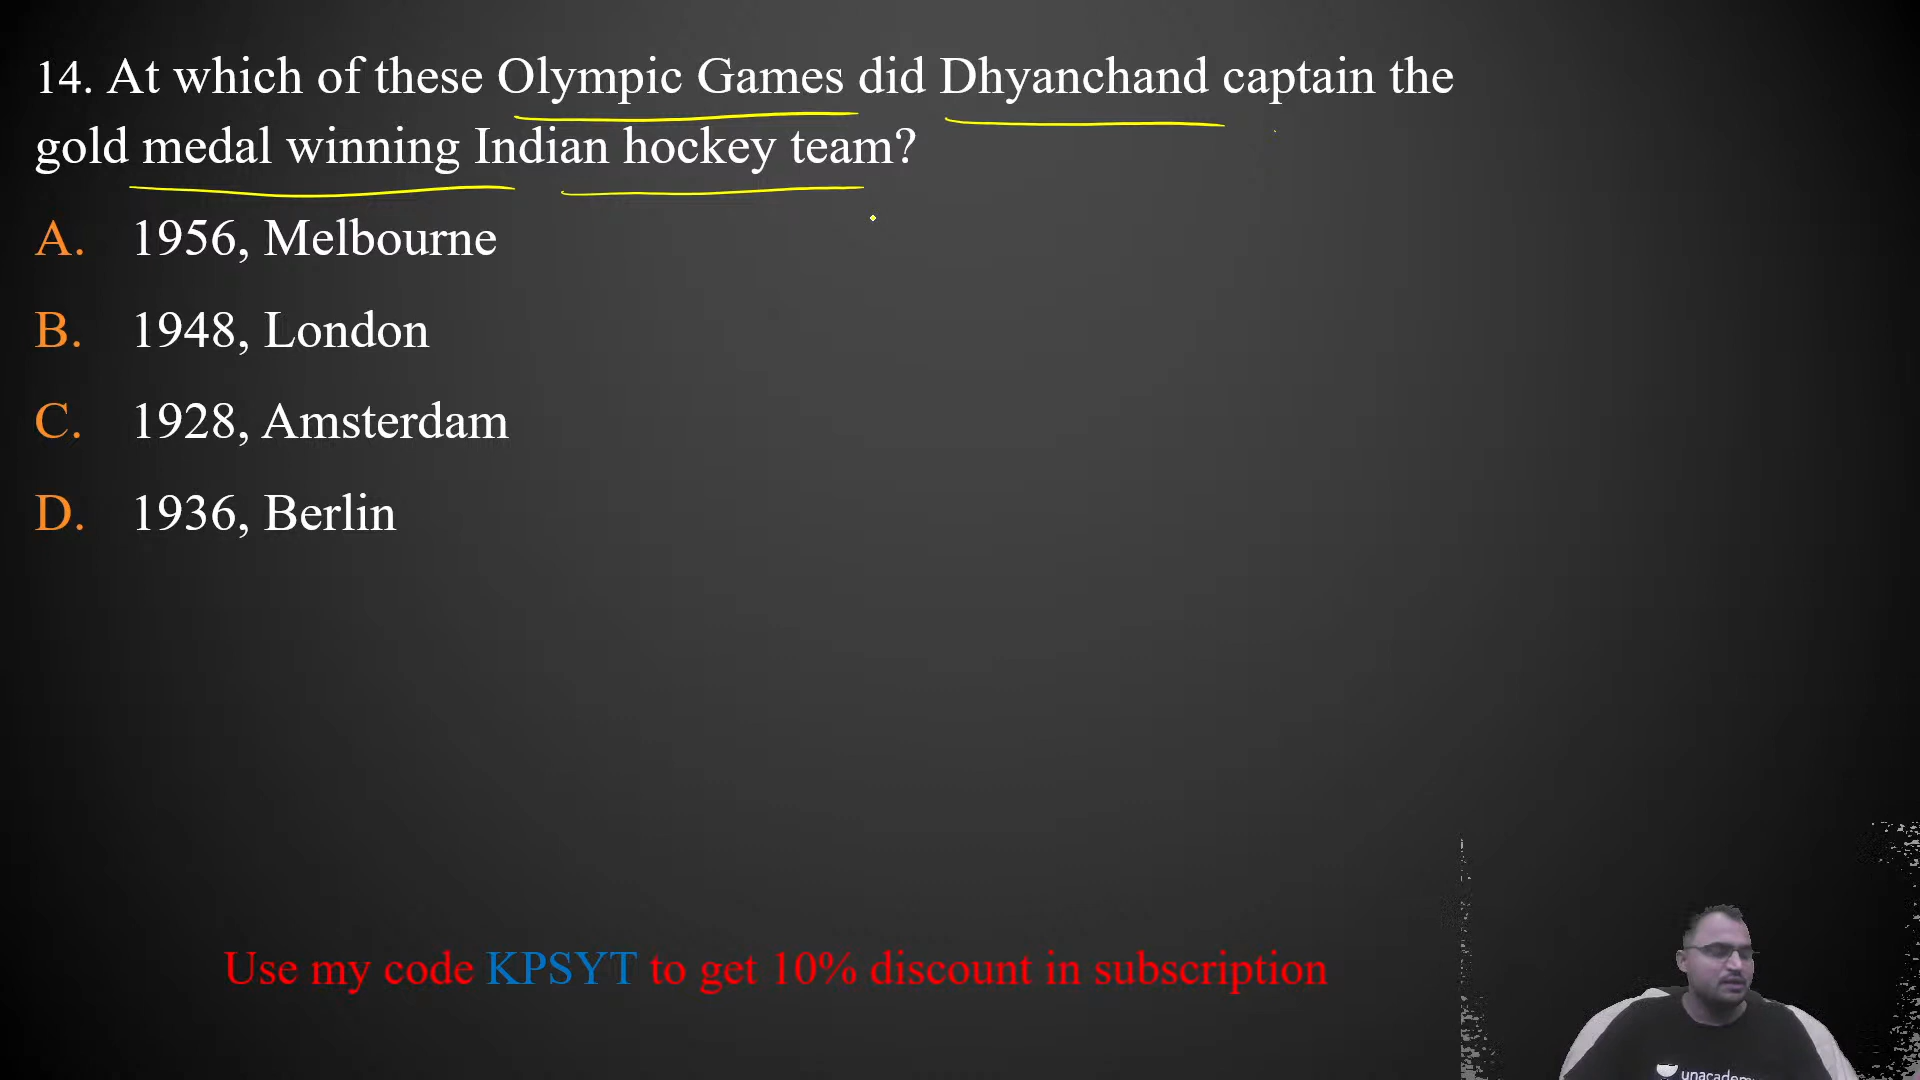 14. At which of these Olympic Games did Dhyanchand captain the
gold medal winning Indian hockey team?
A. 1956, Melbourne
B. 1948, London
C. 1928, Amsterdam
D. 1936, Berlin
Use my code KPSYT to get 10% discount in subscription